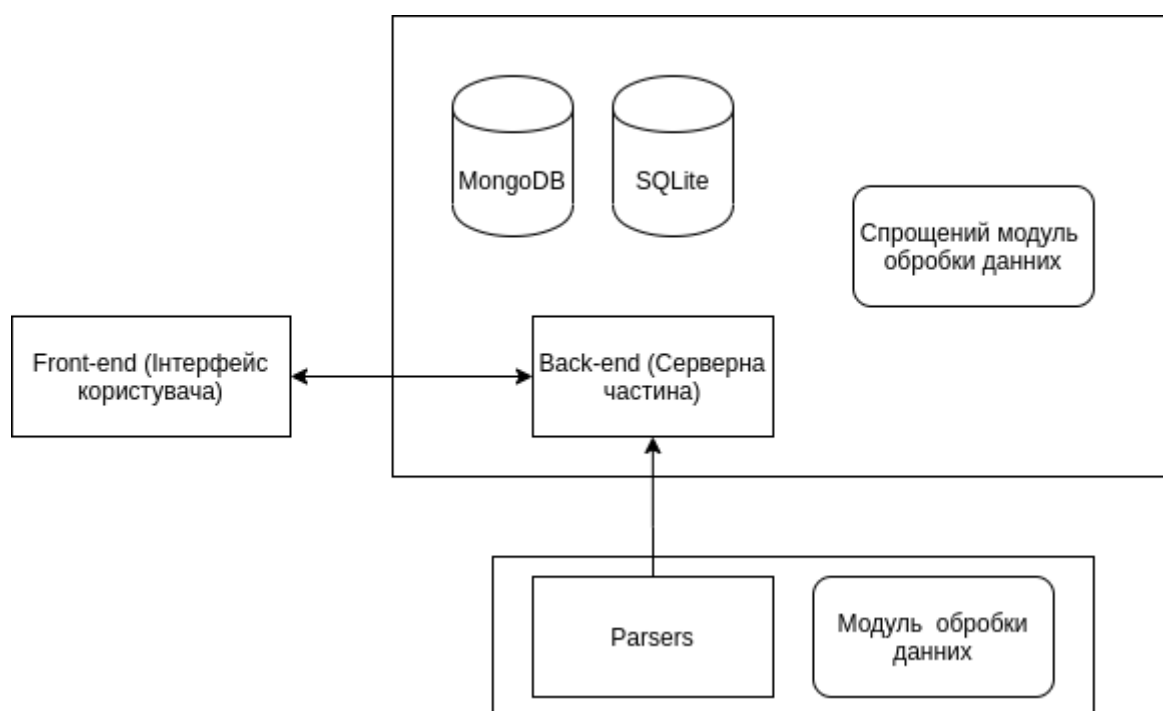 MongoDB
SQLite
Спрощений модуль
обробки данних
Front-end (Інтерфейс
користувача)
Back-end (Серверна
частина)
Parsers
Модуль обробки
данних